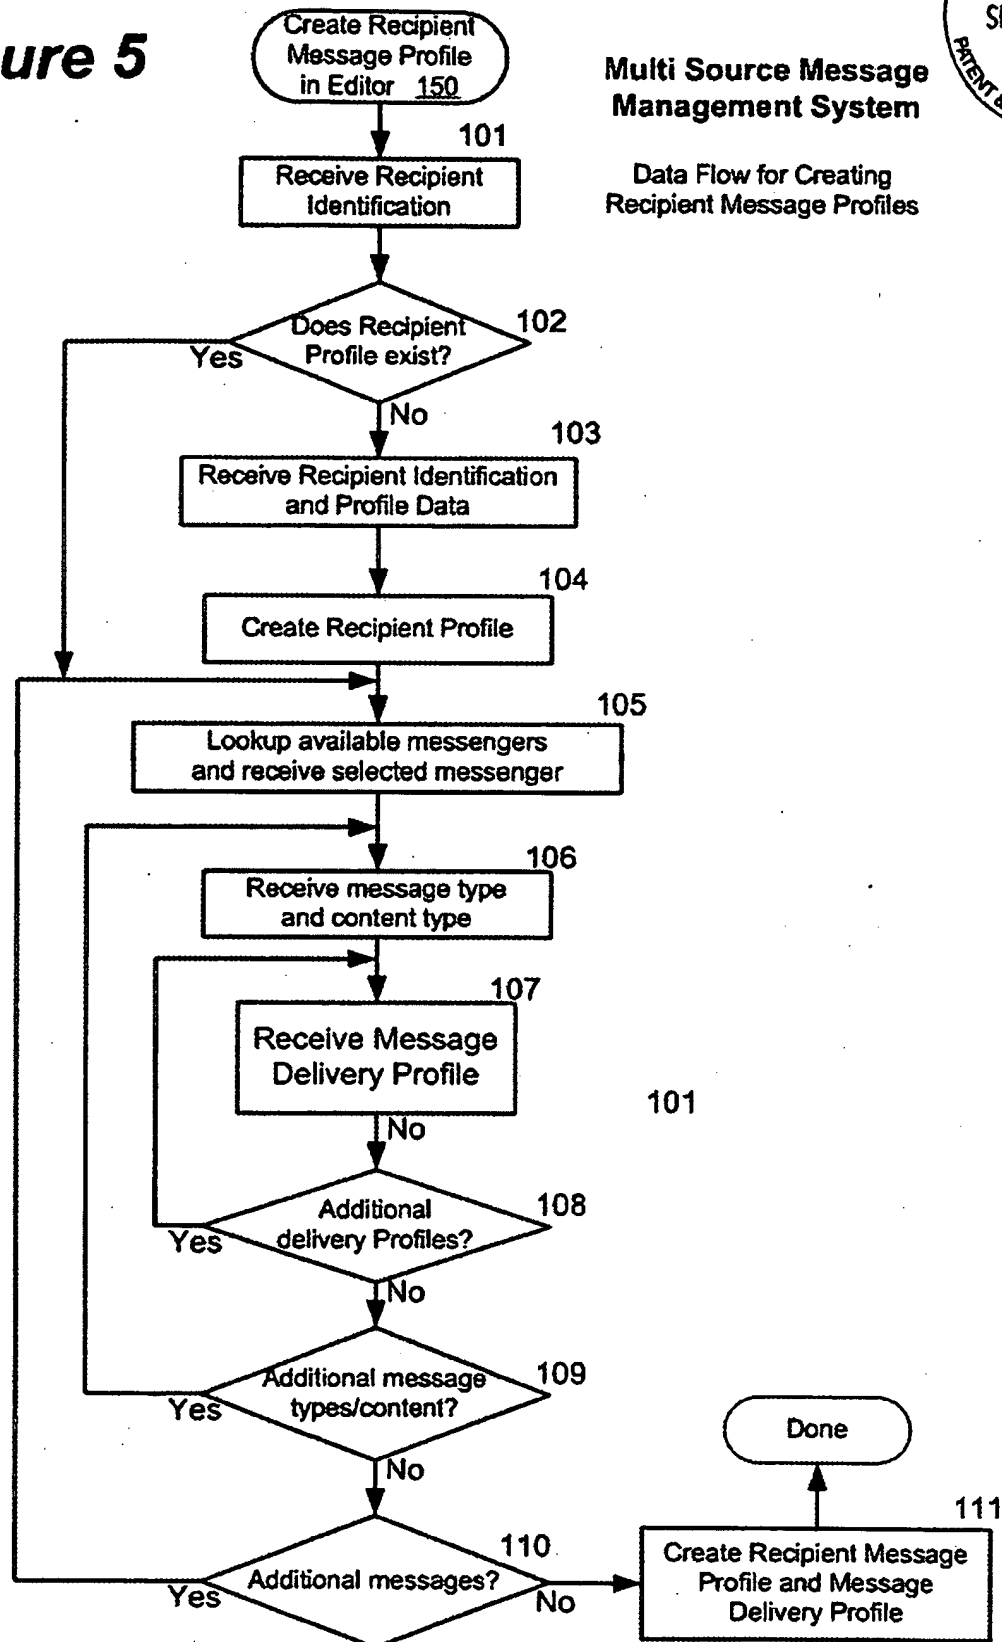 ure 5
Create Recipient
Message Profile
in Editor 150
Multi Source Message
Management System
Data Flow for Creating
Recipient Message Profiles
PATENT &
101
Receive Recipient
Identification
102
Does Recipient
Profile exist?
Yes
No
103
Receive Recipient Identification
and Profile Data
104
Create Recipient Profile
105
Lookup available messengers
and receive selected messenger
106
Receive message type
and content type
107
Receive Message
Delivery Profile
101
No
108
Additional
delivery Profiles?
Yes
No
109
Additional message
types/content?
Yes
No
Done
110
Additional messages?
Yes
No
111
Create Recipient Message
Profile and Message
Delivery Profile